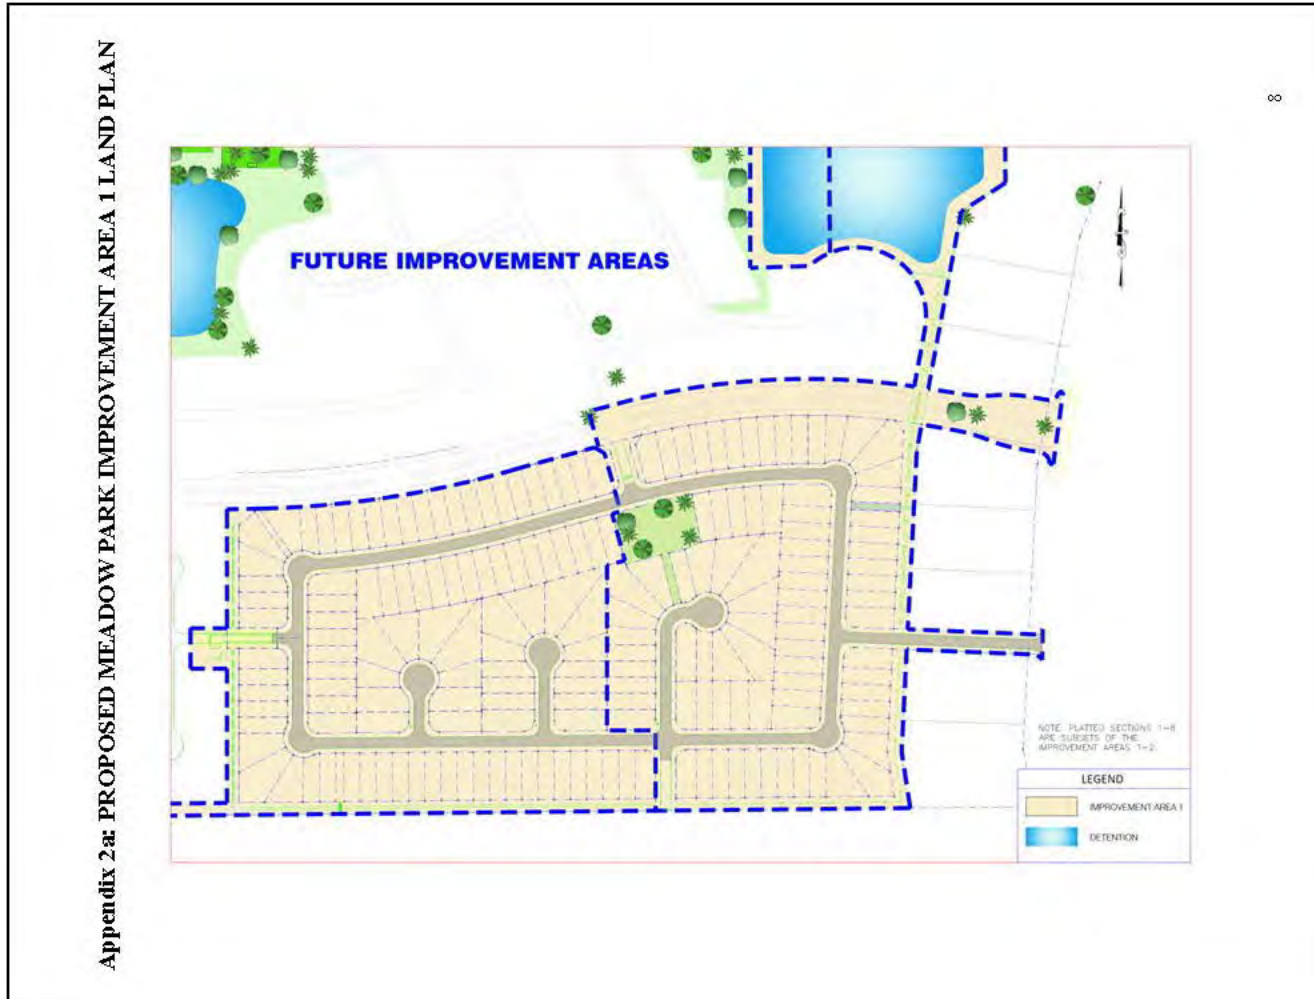 Appendix 2a: PROPOSED MEADOW PARK IMPROVEMENT AREA 1 LAND PLAN
8
FUTURE IMPROVEMENT AREAS
NOTE: PLATTED SECTIONS 1-8
ARE SUBSETS OF THE
IMPROVEMENT AREAS 1-2.
LEGEND
IMPROVEMENT AREA 1
DETENTION